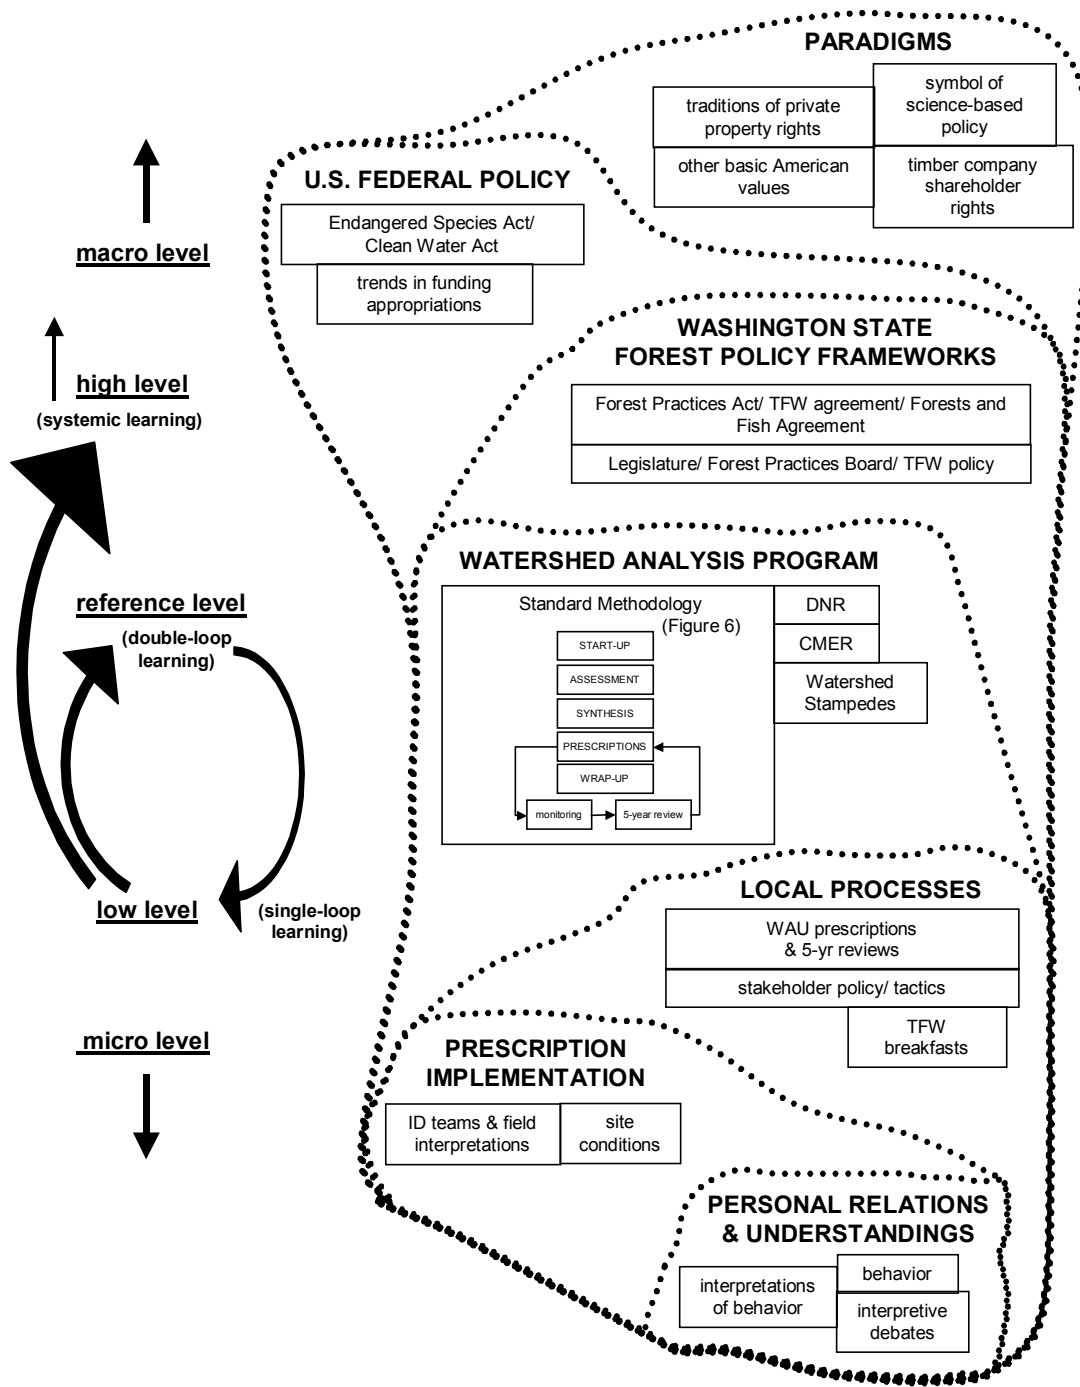 PARADIGMS
traditions of private
property rights
symbol of
science-based
policy
other basic American
values
timber company
shareholder
rights
U.S. FEDERAL POLICY
Endangered Species Act/
Clean Water Act
trends in funding
appropriations
macro level
high level
(systemic learning)
reference level
(double-loop
learning)
low level
(single-loop
learning)
micro level
WASHINGTON STATE
FOREST POLICY FRAMEWORKS
Forest Practices Act/ TFW agreement/ Forests and
Fish Agreement
Legislature/ Forest Practices Board/ TFW policy
WATERSHED ANALYSIS PROGRAM
Standard Methodology
(Figure 6)
START-UP
ASSESSMENT
SYNTHESIS
PRESCRIPTIONS
WRAP-UP
monitoring
5-year review
DNR
CMER
Watershed
Stampedes
LOCAL PROCESSES
WAU prescriptions
& 5-yr reviews
stakeholder policy/ tactics
TFW
breakfasts
PRESCRIPTION
IMPLEMENTATION
ID teams & field
interpretations
site
conditions
PERSONAL RELATIONS
& UNDERSTANDINGS
interpretations
of behavior
behavior
interpretive
debates